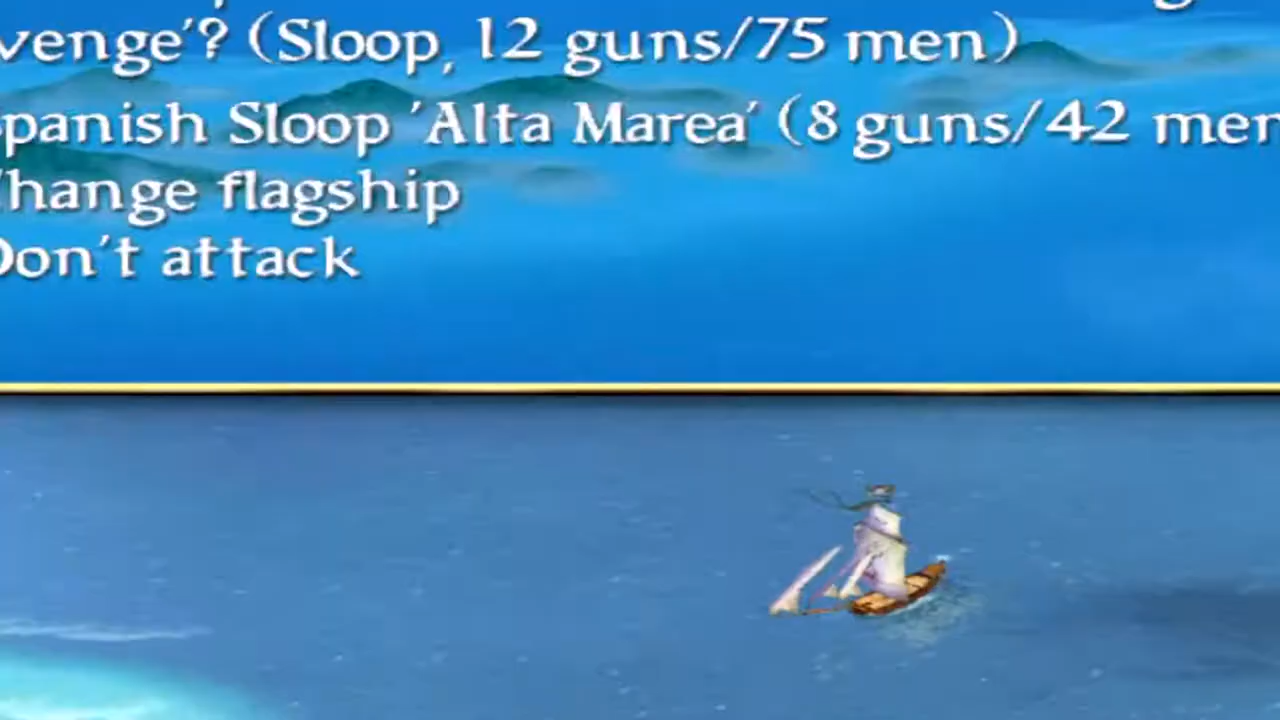 venge'? (Sloop, 12 guns/75 men)
panish Sloop 'Alta Marea' (8 guns/42 men
hange flagship
Don't attack